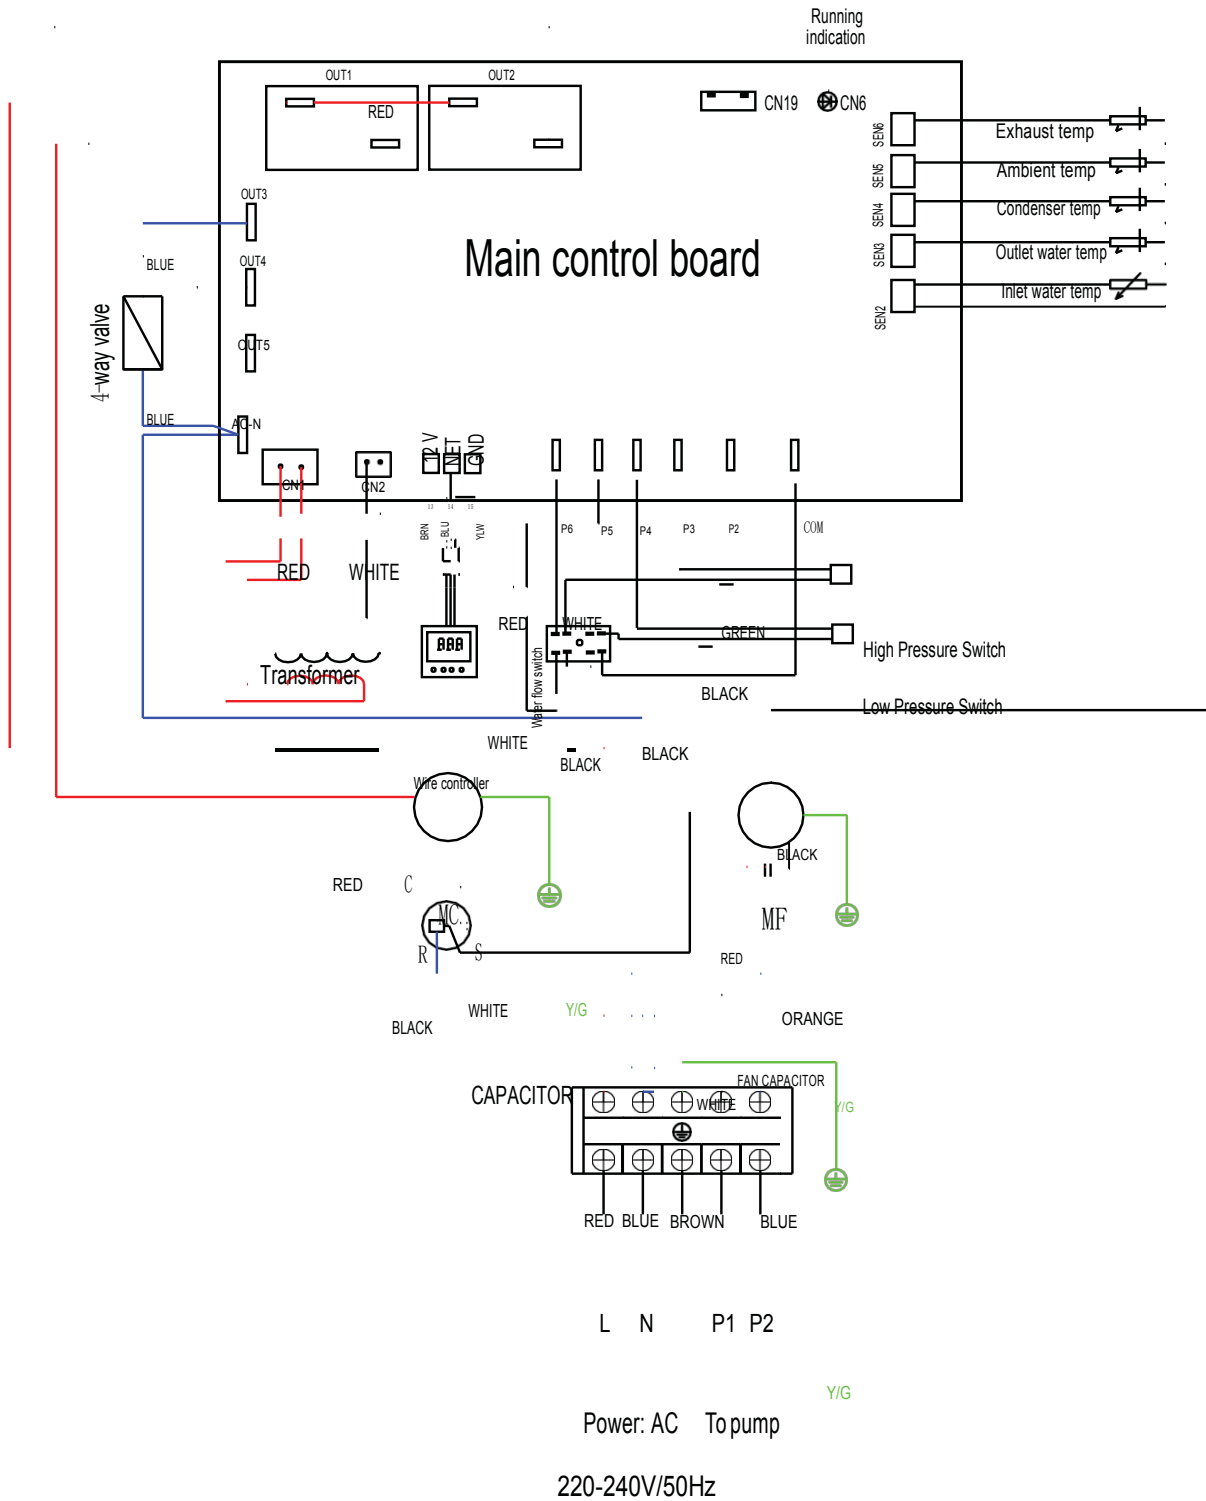 Running
indication
OUT1
OUT2
RED
CN19
CN6
SEN6
Exhaust temp
SEN5
Ambient temp
OUT3
SEN4
Condenser temp
Main control board
SEN3
Outlet water temp
BLUE
OUT4
SEN2
Inlet water temp
4-way valve
OUT5
BLUE
AC-N
12 V
NET
GND
CN1
CN2
13
14
15
BRN
BLU
YLW
P6
P5
P4
P3
P2
COM
RED
WHITE
RED
WHITE
GREEN
888
High Pressure Switch
Transformer
Water flow switch
BLACK
Low Pressure Switch
WHITE
BLACK
BLACK
Wire controller
BLACK
RED
C
MC
MF
R
S
RED
WHITE
Y/G
ORANGE
BLACK
FAN CAPACITOR
CAPACITOR
WHITE
Y/G
RED
BLUE
BROWN
BLUE
L
N
P1
P2
Y/G
Power: AC
To pump
220-240V/50Hz